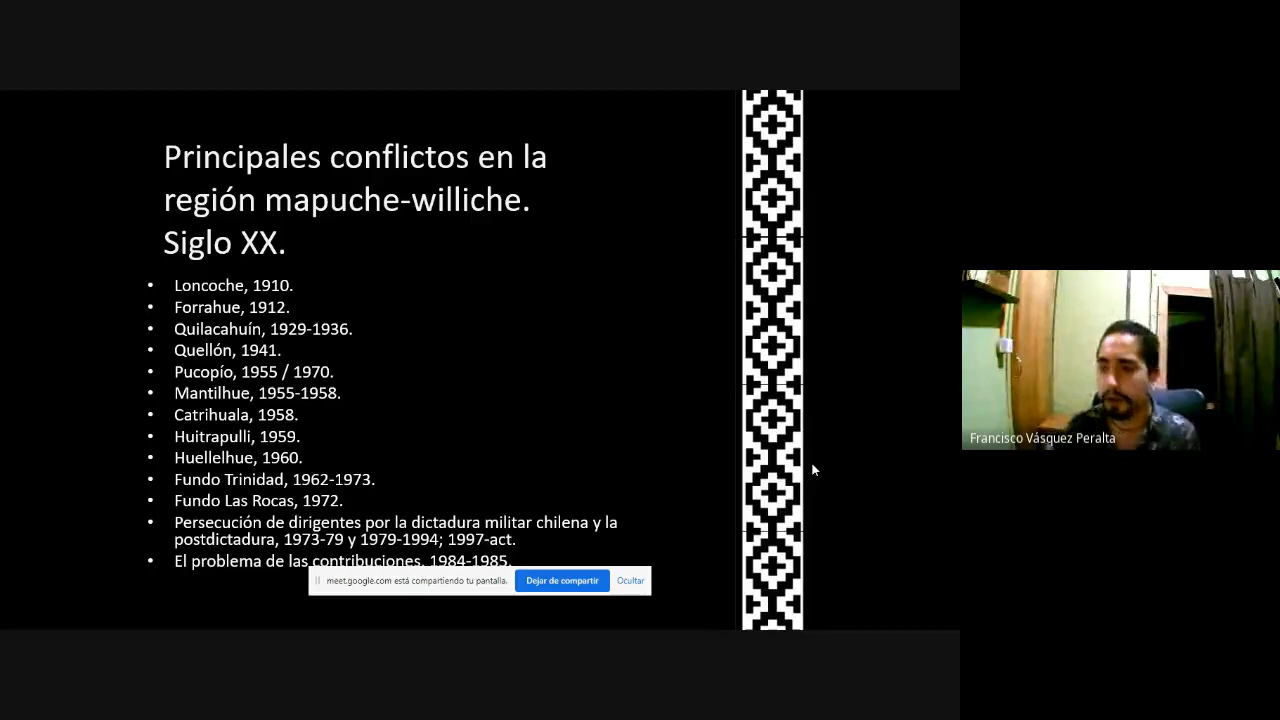 Principales conflictos en la
región mapuche-williche.
Siglo XX.
• Loncoche, 1910.
• Forrahue, 1912.
• Quilacahuín, 1929-1936.
• Quellón, 1941.
• Pucopío, 1955 / 1970.
• Mantilhue, 1955-1958.
• Catrihuala, 1958.
• Huitrapulli, 1959.
• Huellelhue, 1960.
• Fundo Trinidad, 1962-1973.
• Fundo Las Rocas, 1972.
• Persecución de dirigentes por la dictadura militar chilena y la
postdictadura, 1973-79 y 1979-1994; 1997-act.
• El problema de las contribuciones, 1984-1985.
meet.google.com está compartiendo tu pantalla. Dejar de compartir Ocultar
Francisco Vásquez Peralta